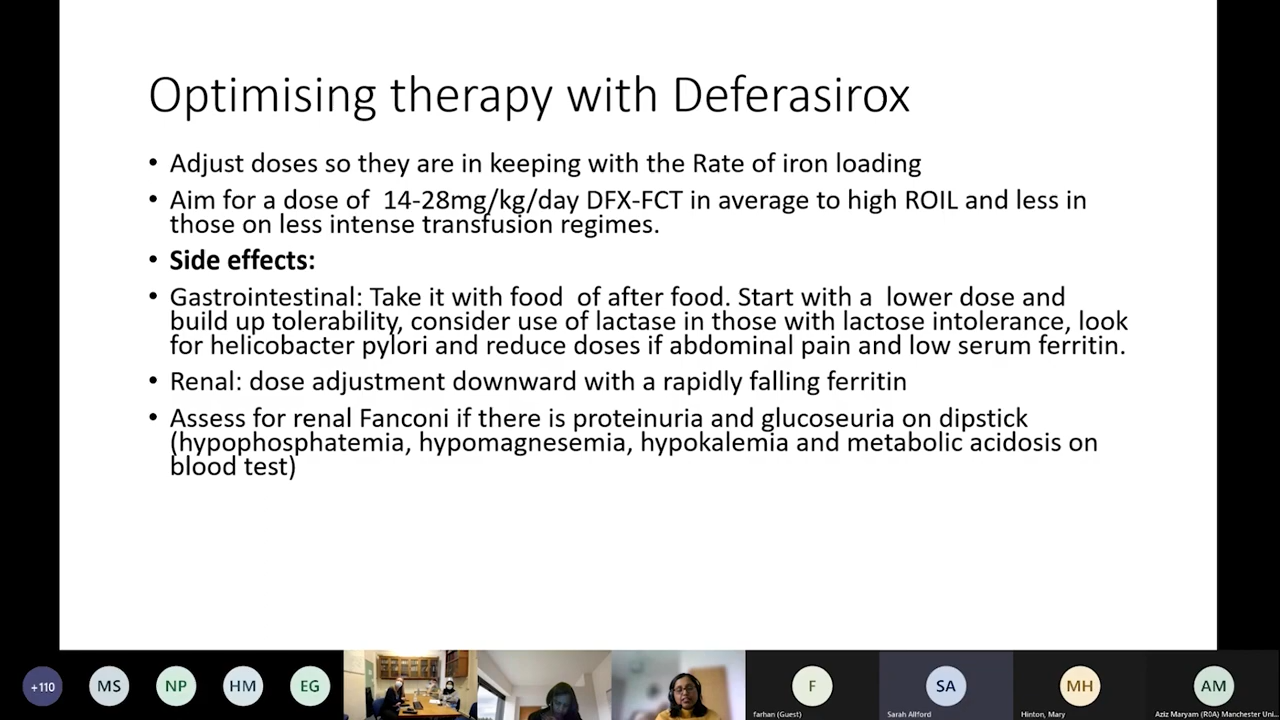 Optimising therapy with Deferasirox
• Adjust doses so they are in keeping with the Rate of iron loading
• Aim for a dose of 14-28mg/kg/day DFX-FCT in average to high ROIL and less in
those on less intense transfusion regimes.
• Side effects:
• Gastrointestinal: Take it with food of after food. Start with a lower dose and
build up tolerability, consider use of lactase in those with lactose intolerance, look
for helicobacter pylori and reduce doses if abdominal pain and low serum ferritin.
• Renal: dose adjustment downward with a rapidly falling ferritin
• Assess for renal Fanconi if there is proteinuria and glucoseuria on dipstick
(hypophosphatemia, hypomagnesemia, hypokalemia and metabolic acidosis on
blood test)
+110 MS NP HM EG F SA MH AM
farhan (Guest) Sarah Allford Hinton, Mary Aziz Maryam (R0A) Manchester Uni...